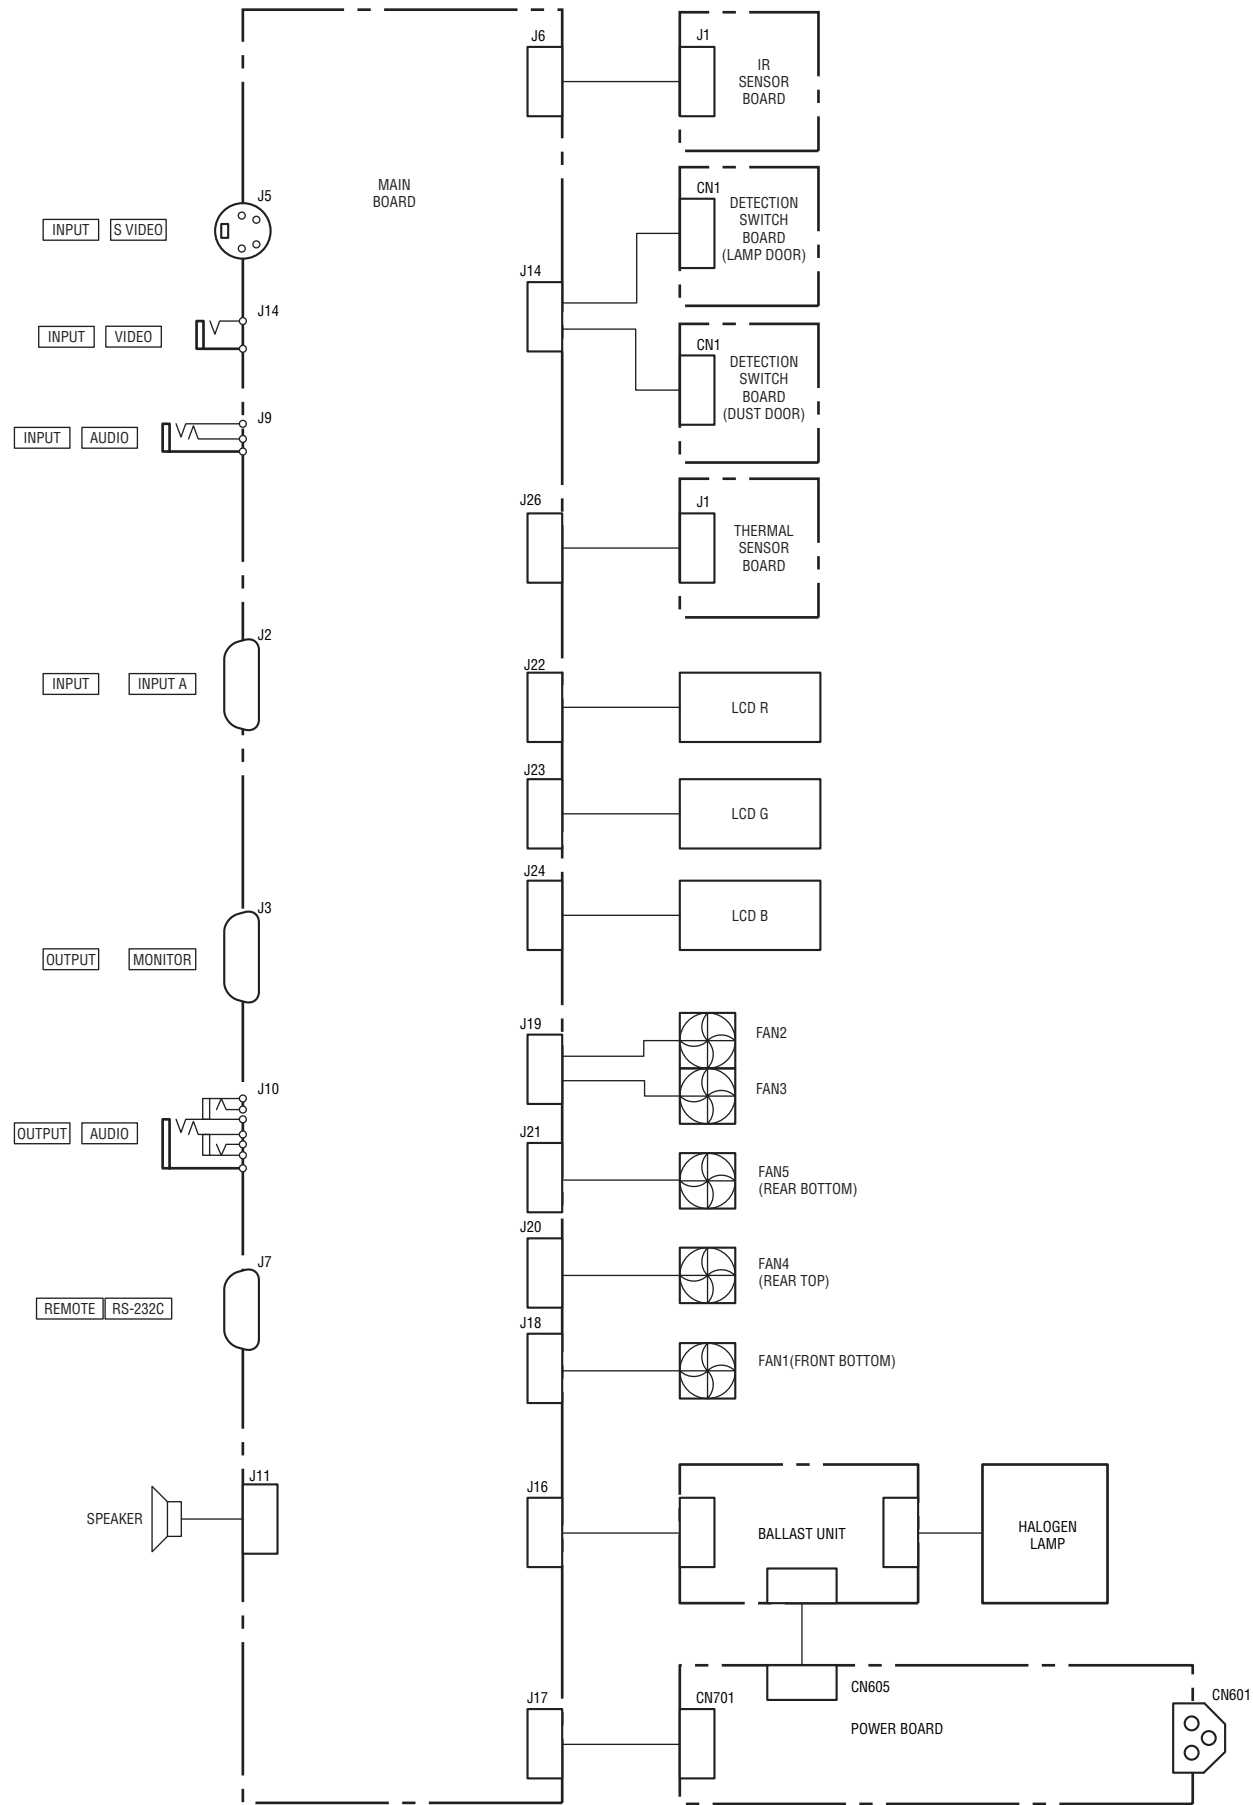 J6
J1
IR
SENSOR
BOARD
MAIN
BOARD
CN1
DETECTION
SWITCH
BOARD
(LAMP DOOR)
J5
INPUT S VIDEO
J14
J14
INPUT VIDEO
CN1
DETECTION
SWITCH
BOARD
(DUST DOOR)
J9
INPUT AUDIO
J26
J1
THERMAL
SENSOR
BOARD
J2
INPUT INPUT A
J22
LCD R
J23
LCD G
J24
LCD B
J3
OUTPUT MONITOR
J19
FAN2
FAN3
J10
OUTPUT AUDIO
J21
FAN5
(REAR BOTTOM)
J20
FAN4
(REAR TOP)
J7
REMOTE RS-232C
J18
FAN1(FRONT BOTTOM)
J11
SPEAKER
J16
BALLAST UNIT
HALOGEN
LAMP
J17
CN701
CN605
POWER BOARD
CN601